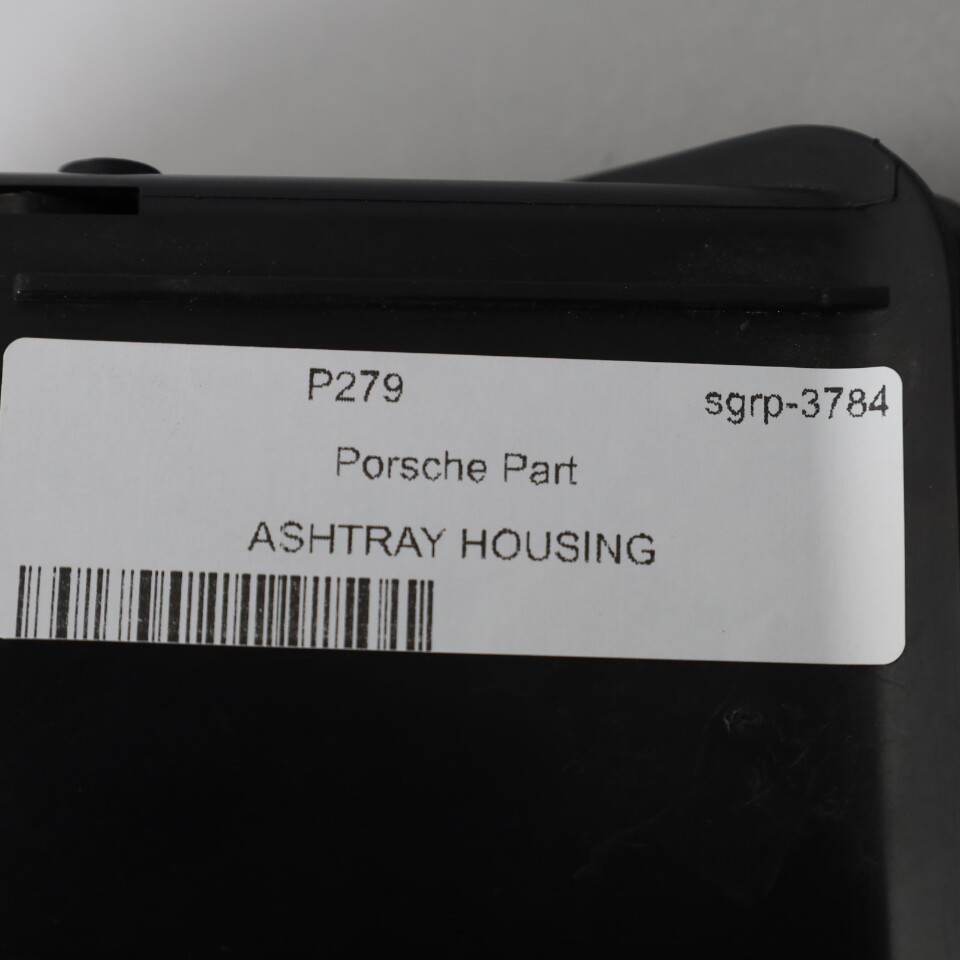 P279 sgrp-3784
Porsche Part
ASHTRAY HOUSING